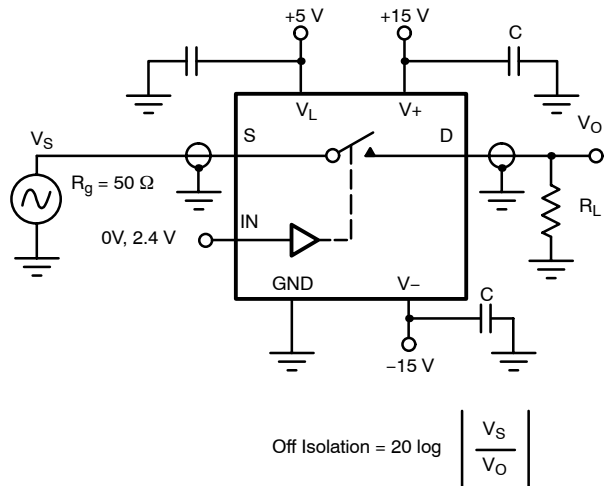 +5 V
+15 V
C
V_L
V+
V_S
S
D
V_O
R_g = 50 Ω
R_L
IN
0V, 2.4 V
GND
V−
C
−15 V
Off Isolation = 20 log | V_S / V_O |